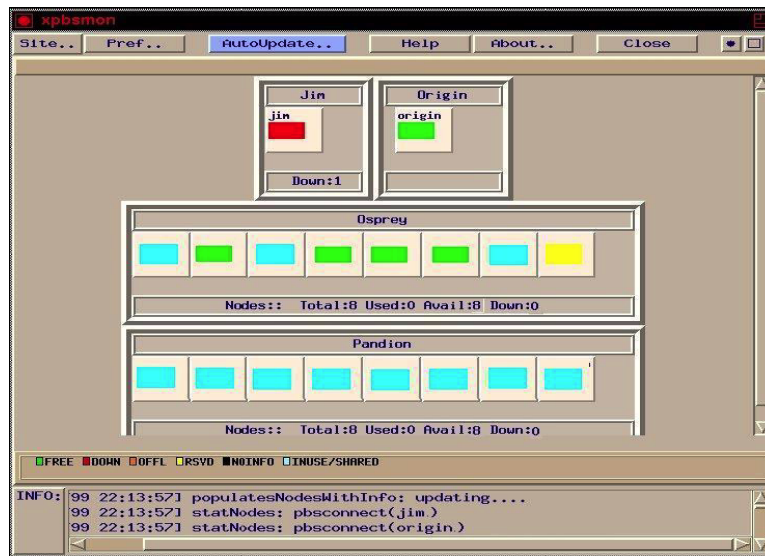 xpbsmon
Site.. Pref.. AutoUpdate.. Help About.. Close
Jim Origin
jim origin
Down:1
Osprey
Nodes:: Total:8 Used:0 Avail:8 Down:0
Pandion
Nodes:: Total:8 Used:0 Avail:8 Down:0
FREE DOWN OFFL RSVD NOINFO INUSE/SHARED
INFO: [99 22:13:57] populatesNodesWithInfo: updating....
[99 22:13:57] statNodes: pbsconnect(jim.)
[99 22:13:57] statNodes: pbsconnect(origin.)